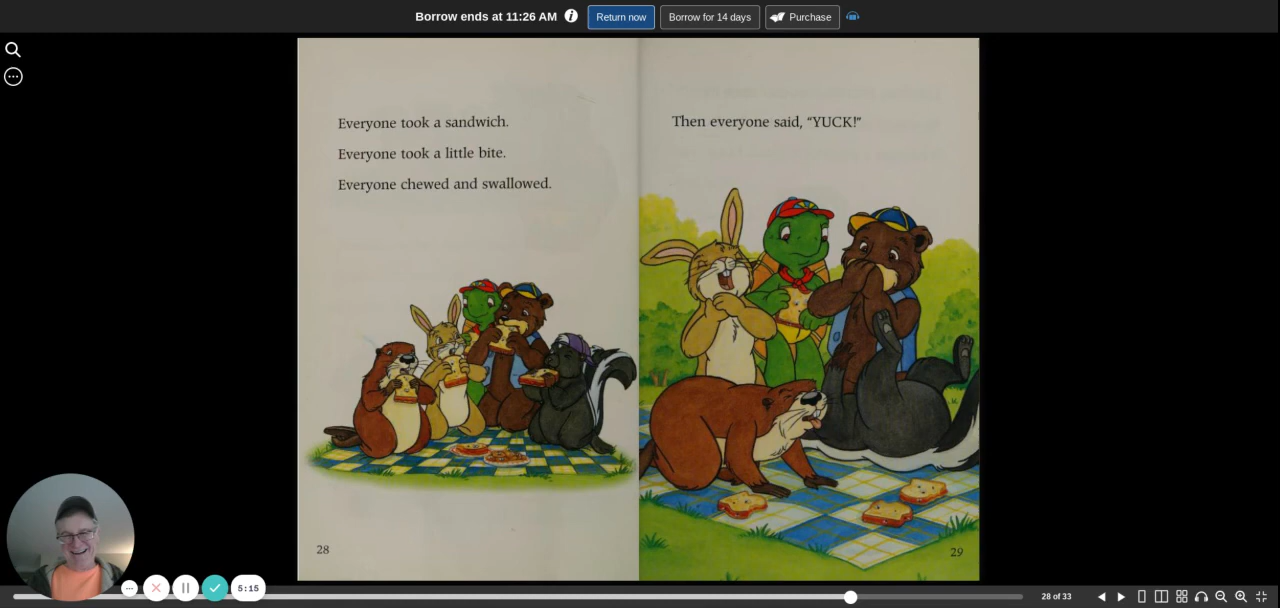 Borrow ends at 11:26 AM
Return now
Borrow for 14 days
Purchase
Everyone took a sandwich.
Everyone took a little bite.
Everyone chewed and swallowed.
28
Then everyone said, “YUCK!”
29
5:15
28 of 33